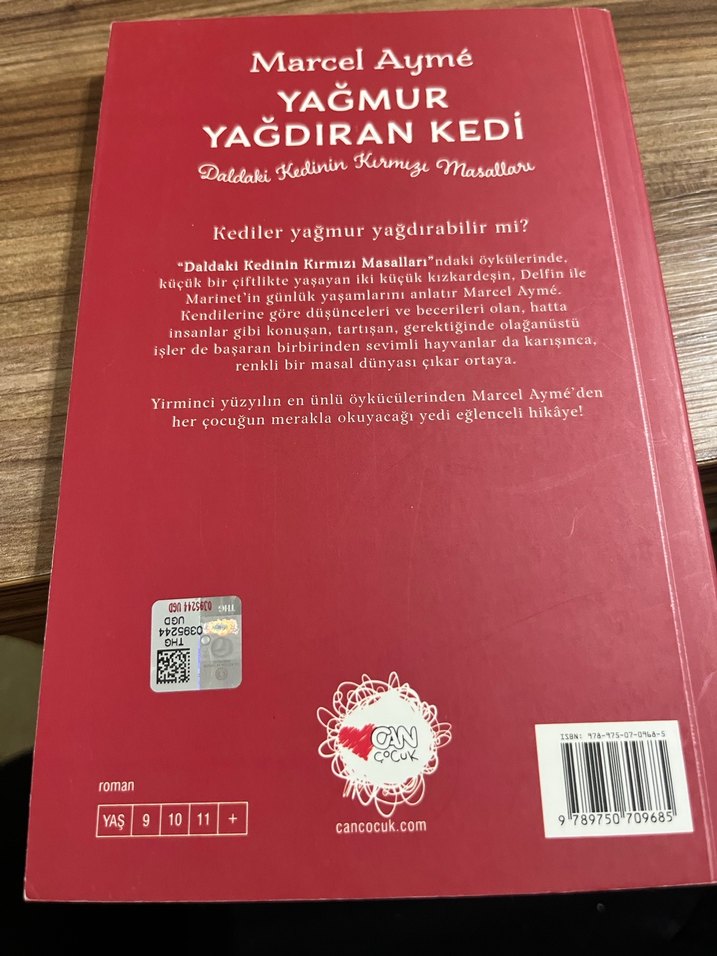 Marcel Aymé
YAĞMUR
YAĞDIRAN KEDİ
Daldaki Kedinin Kırmızı Masalları
Kediler yağmur yağdırabilir mi?
"Daldaki Kedinin Kırmızı Masalları"ndaki öykülerinde,
küçük bir çiftlikte yaşayan iki küçük kızkardeşin, Delfin ile
Marinet'in günlük yaşamlarını anlatır Marcel Aymé.
Kendilerine göre düşünceleri ve becerileri olan, hatta
insanlar gibi konuşan, tartışan, gerektiğinde olağanüstü
işler de başaran birbirinden sevimli hayvanlar da karışınca,
renkli bir masal dünyası çıkar ortaya.
Yirminci yüzyılın en ünlü öykücülerinden Marcel Aymé'den
her çocuğun merakla okuyacağı yedi eğlenceli hikâye!
THG 0395244 UGD
THG
0395244
UGD
CAN
ÇOCUK
cancocuk.com
roman
YAŞ 9 10 11 +
ISBN: 978-975-07-0968-5
9 789750 709685